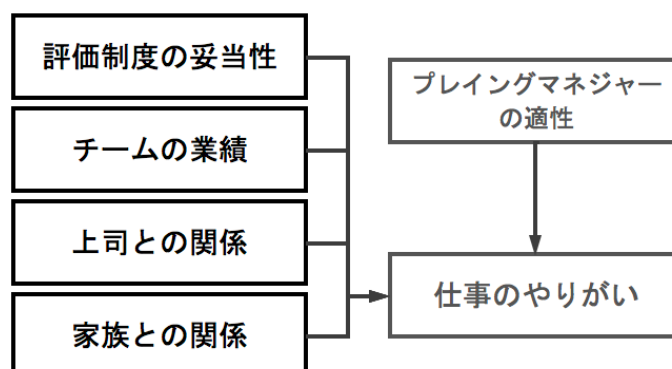 評価制度の妥当性
プレイングマネジャー
の適性
チームの業績
上司との関係
仕事のやりがい
家族との関係